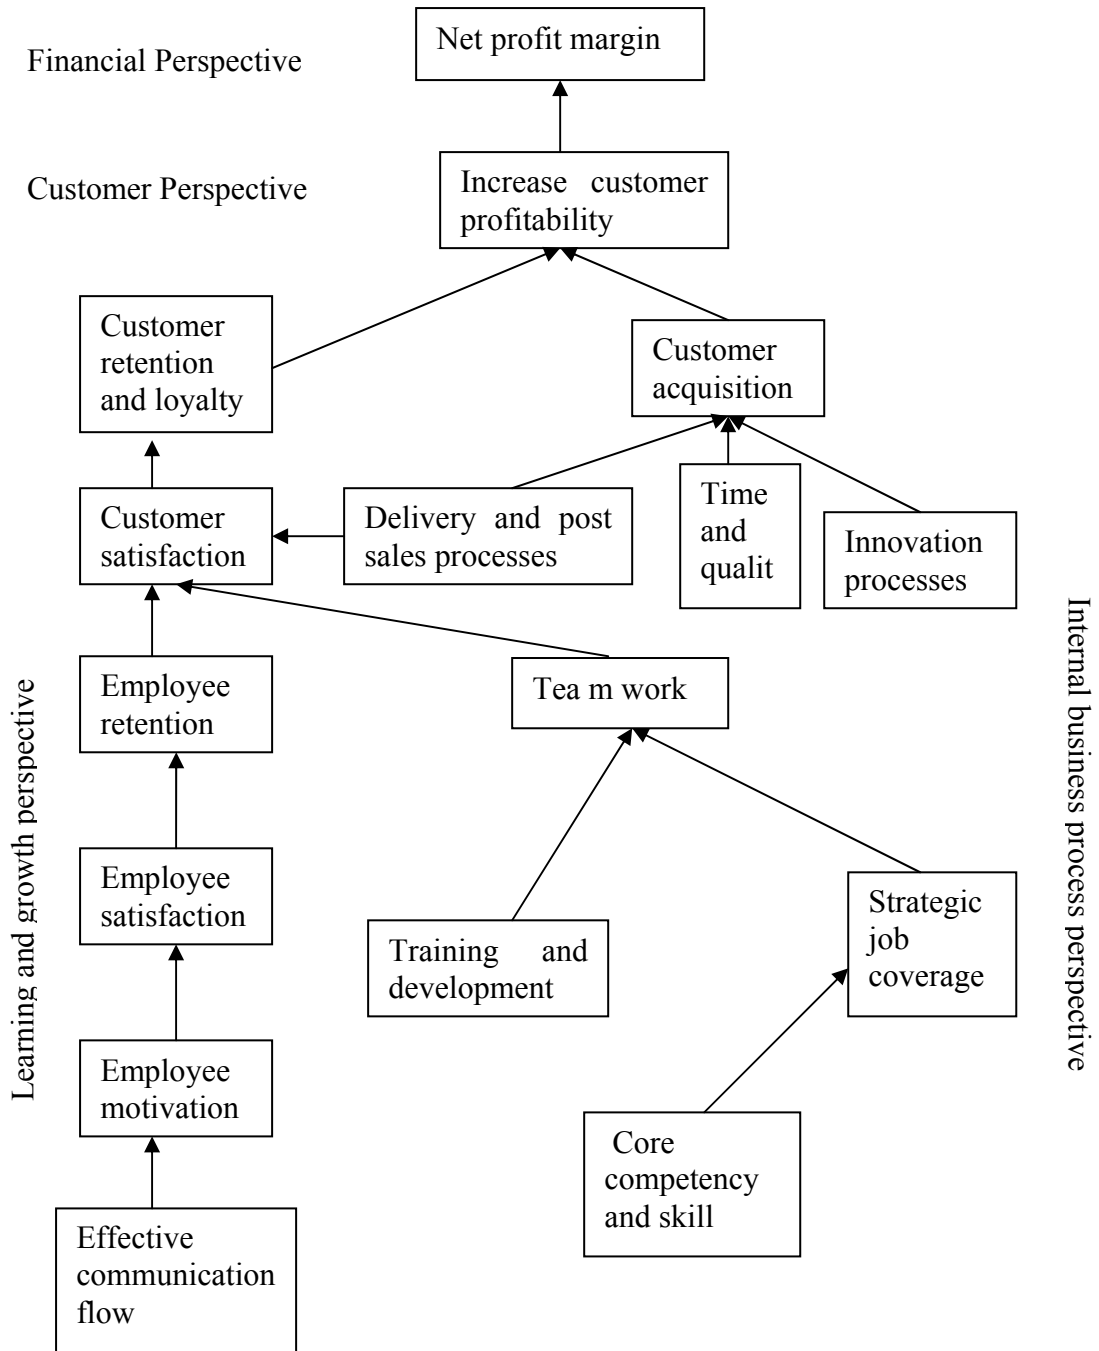 Financial Perspective
Net profit margin
Customer Perspective
Increase customer
profitability
Customer
retention
and loyalty
Customer
acquisition
Customer
satisfaction
Delivery and post
sales processes
Time
and
qualit
Innovation
processes
Learning and growth perspective
Internal business process perspective
Employee
retention
Tea m work
Employee
satisfaction
Training and
development
Strategic
job
coverage
Employee
motivation
Core
competency
and skill
Effective
communication
flow